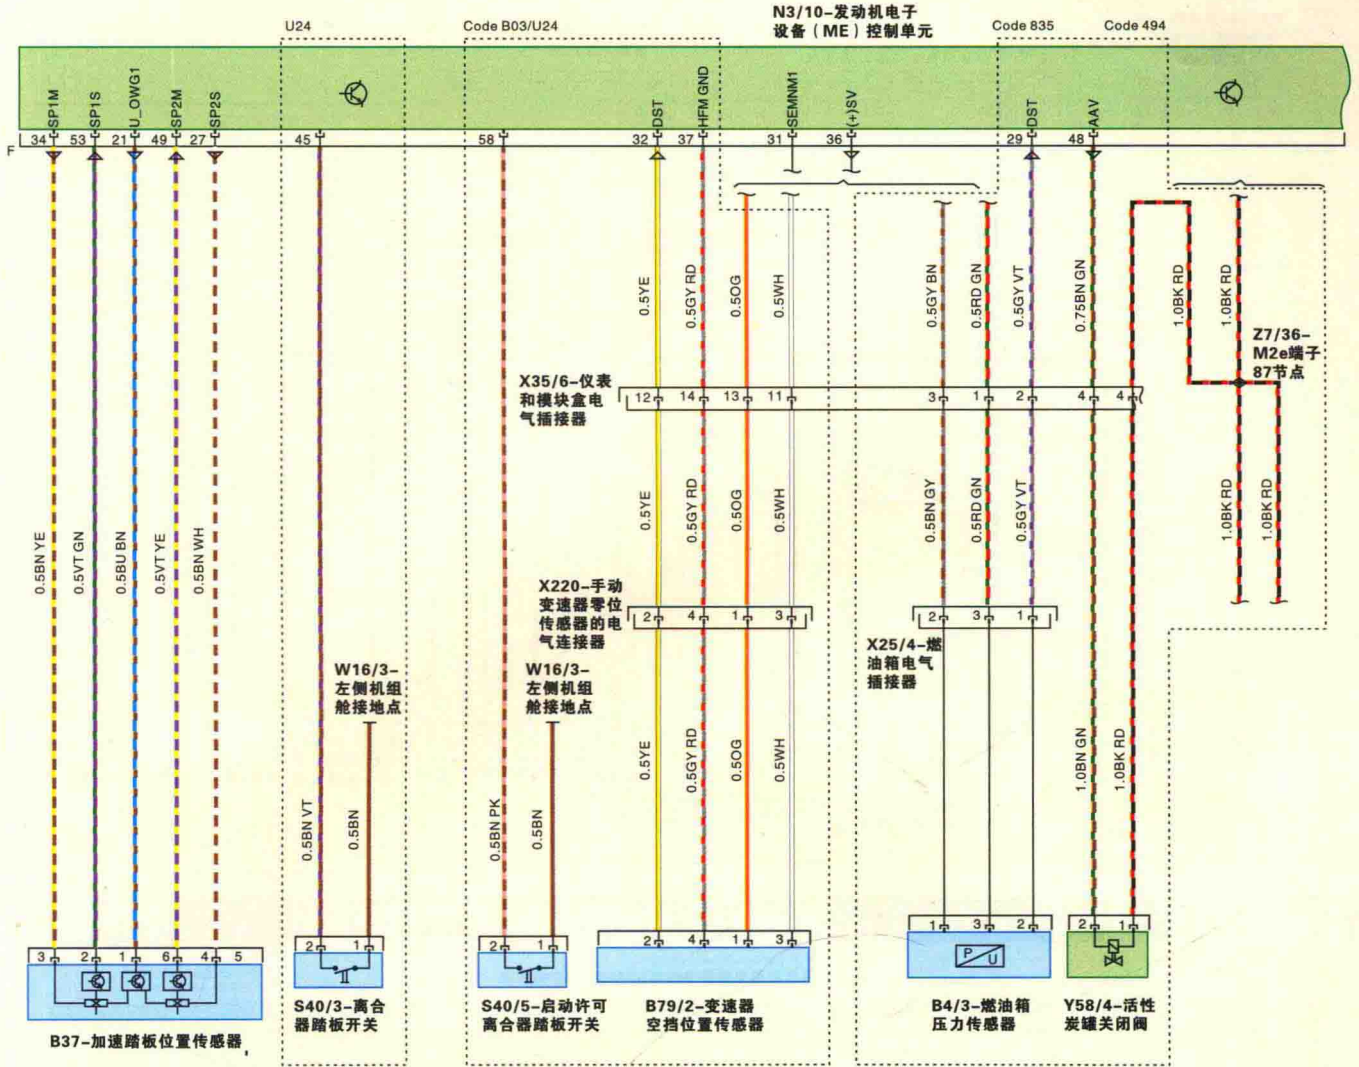 U24
Code B03/U24
N3/10-发动机电子
设备（ME）控制单元
Code 835
Code 494
SP1M
SP1S
U_OWG1
SP2M
SP2S
DST
HFM GND
SEMNM1
(+)SV
DST
AAV
F
34 53 21 49 27 45 58 32 37 31 36 29 48
0.5YE
0.5GY RD
0.5OG
0.5WH
0.5GY BN
0.5RD GN
0.5GY VT
0.75BN GN
1.0BK RD
1.0BK RD
Z7/36-
M2e端子
87节点
X35/6-仪表
和模块盒电
气插接器
12 14 13 11 3 1 2 4 4
0.5BN YE
0.5VT GN
0.5BU BN
0.5VT YE
0.5BN WH
0.5YE
0.5GY RD
0.5OG
0.5WH
0.5BN GY
0.5RD GN
0.5GY VT
1.0BK RD
1.0BK RD
X220-手动
变速器零位
传感器的电
气连接器
2 4 1 3
2 3 1
X25/4-燃
油箱电气
插接器
W16/3-
左侧机组
舱接地点
W16/3-
左侧机组
舱接地点
0.5BN VT
0.5BN
0.5BN PK
0.5BN
0.5YE
0.5GY RD
0.5OG
0.5WH
1.0BN GN
1.0BK RD
3 2 1 6 4 5
2 1
2 1
2 4 1 3
1 3 2
2 1
P
U
B37-加速踏板位置传感器
S40/3-离合
器踏板开关
S40/5-启动许可
离合器踏板开关
B79/2-变速器
空挡位置传感器
B4/3-燃油箱
压力传感器
Y58/4-活性
炭罐关闭阀